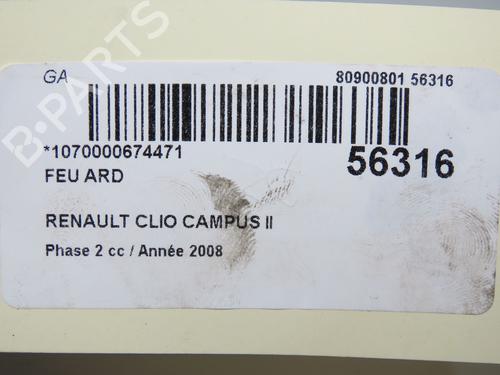 GA
80900801 56316
*1070000674471
56316
FEU ARD
RENAULT CLIO CAMPUS II
Phase 2 cc / Année 2008
B-PARTS